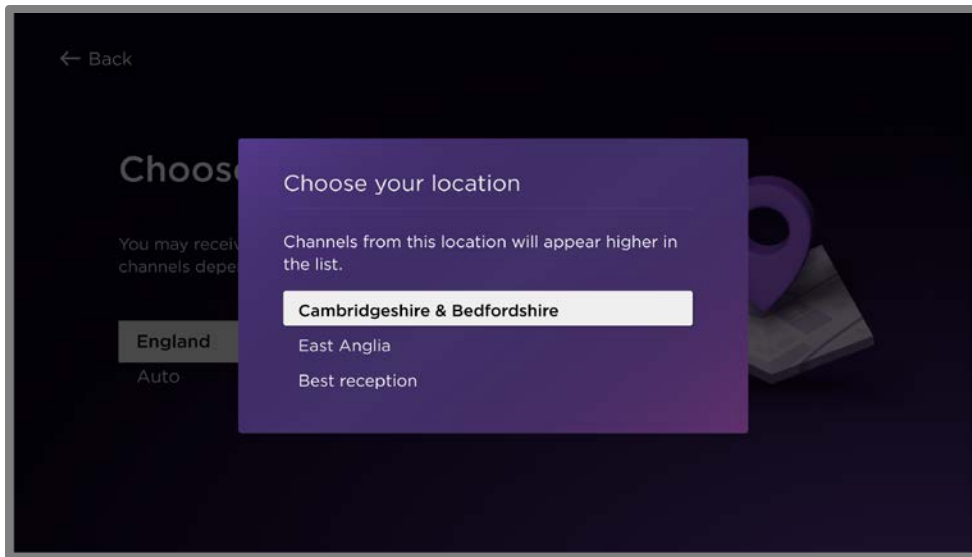 ← Back
Choos
Choose your location
You may receiv
channels depe
Channels from this location will appear higher in
the list.
Cambridgeshire & Bedfordshire
England
East Anglia
Auto
Best reception